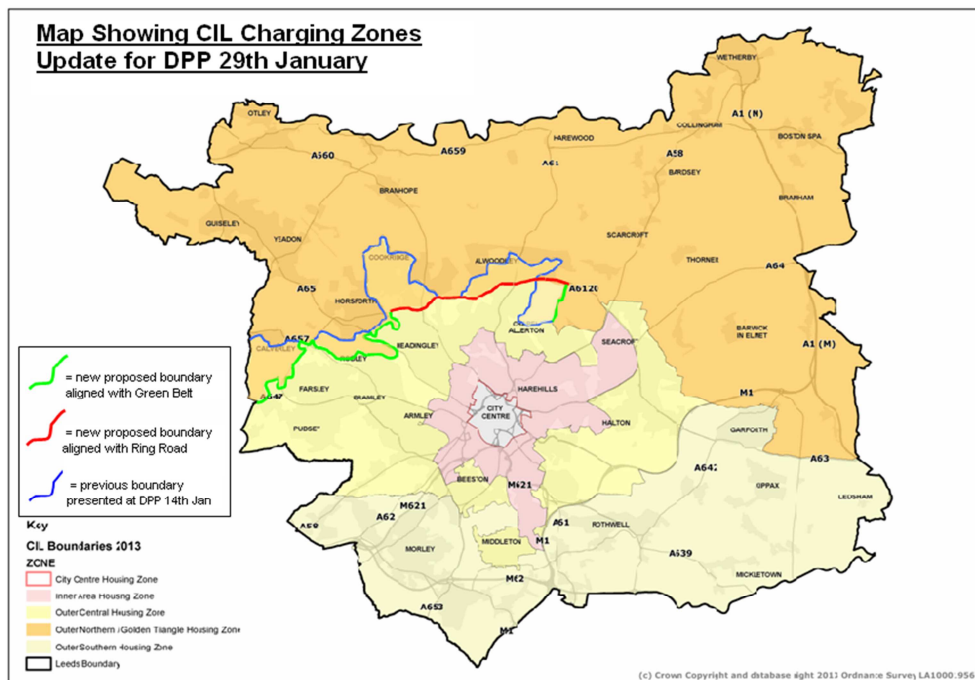 Map Showing CIL Charging Zones
Update for DPP 29th January
WETHERBY
OTLEY
A1 (N)
COLLINGHAM
BOSTON SPA
HAREWOOD
A659
A660
A58
A61
BARDSEY
BRANHOPE
BRAMHAM
GUISELEY
SCARCROFT
YEADON
COOKRIDGE
ALWOODLEY
THORNER
A64
A65
HORSFORTH
A6120
A657
ALLERTON
BARWICK
IN ELMET
CALVERLEY
HEADINGLEY
SEACROFT
A1 (M)
RODLEY
FARSLEY
HAREHILLS
M1
A647
BRAMLEY
ARMLEY
CITY
CENTRE
HALTON
PUDSEY
GARFORTH
A63
A642
BEESTON
M621
KIPPAX
LEDSHAM
M621
A62
A58
A61
ROTHWELL
MIDDLETON
M1
MORLEY
A639
M62
MICKLETOWN
A653
M1
= new proposed boundary
aligned with Green Belt
= new proposed boundary
aligned with Ring Road
= previous boundary
presented at DPP 14th Jan
Key
CIL Boundaries 2013
ZONE
City Centre Housing Zone
Inner Area Housing Zone
Outer Central Housing Zone
Outer Northern /Golden Triangle Housing Zone
Outer Southern Housing Zone
Leeds Boundary
(c) Crown Copyright and database right 2013 Ordnance Survey LA1000.956